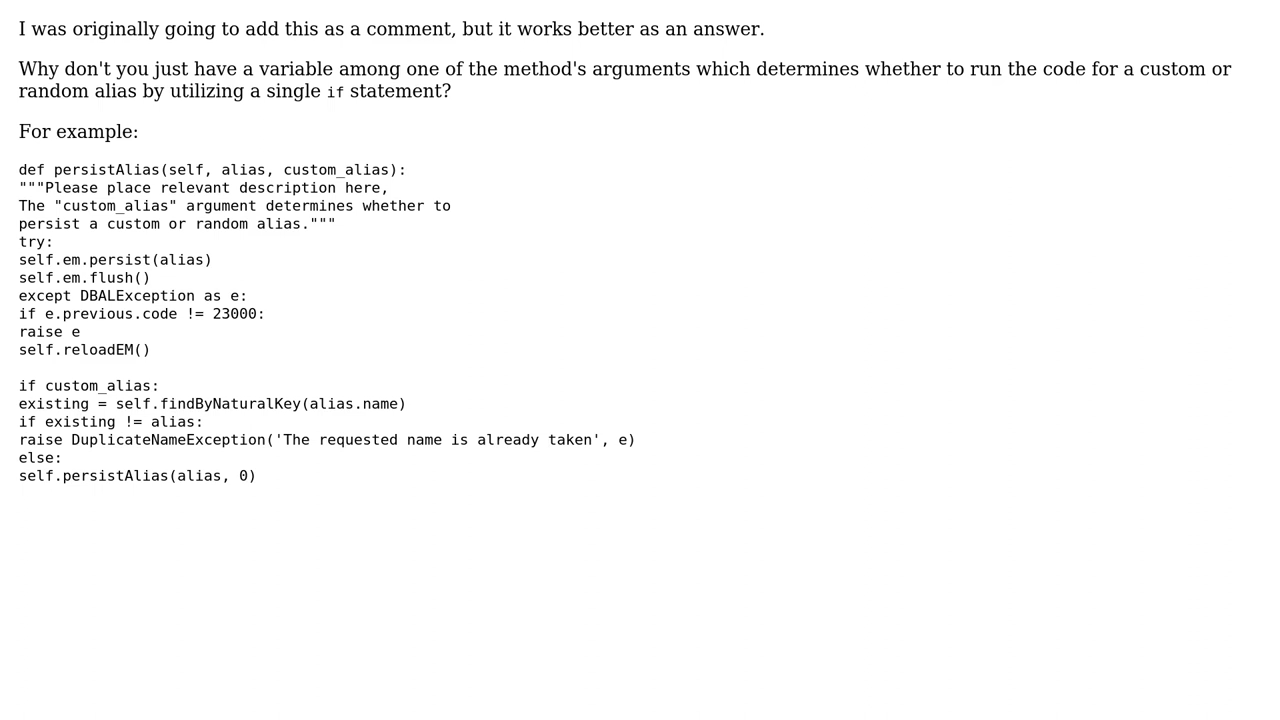 I was originally going to add this as a comment, but it works better as an answer.
Why don't you just have a variable among one of the method's arguments which determines whether to run the code for a custom or
random alias by utilizing a single if statement?
For example:
def persistAlias(self, alias, custom_alias):
"""Please place relevant description here,
The "custom_alias" argument determines whether to
persist a custom or random alias."""
try:
self.em.persist(alias)
self.em.flush()
except DBALException as e:
if e.previous.code != 23000:
raise e
self.reloadEM()
if custom_alias:
existing = self.findByNaturalKey(alias.name)
if existing != alias:
raise DuplicateNameException('The requested name is already taken', e)
else:
self.persistAlias(alias, 0)